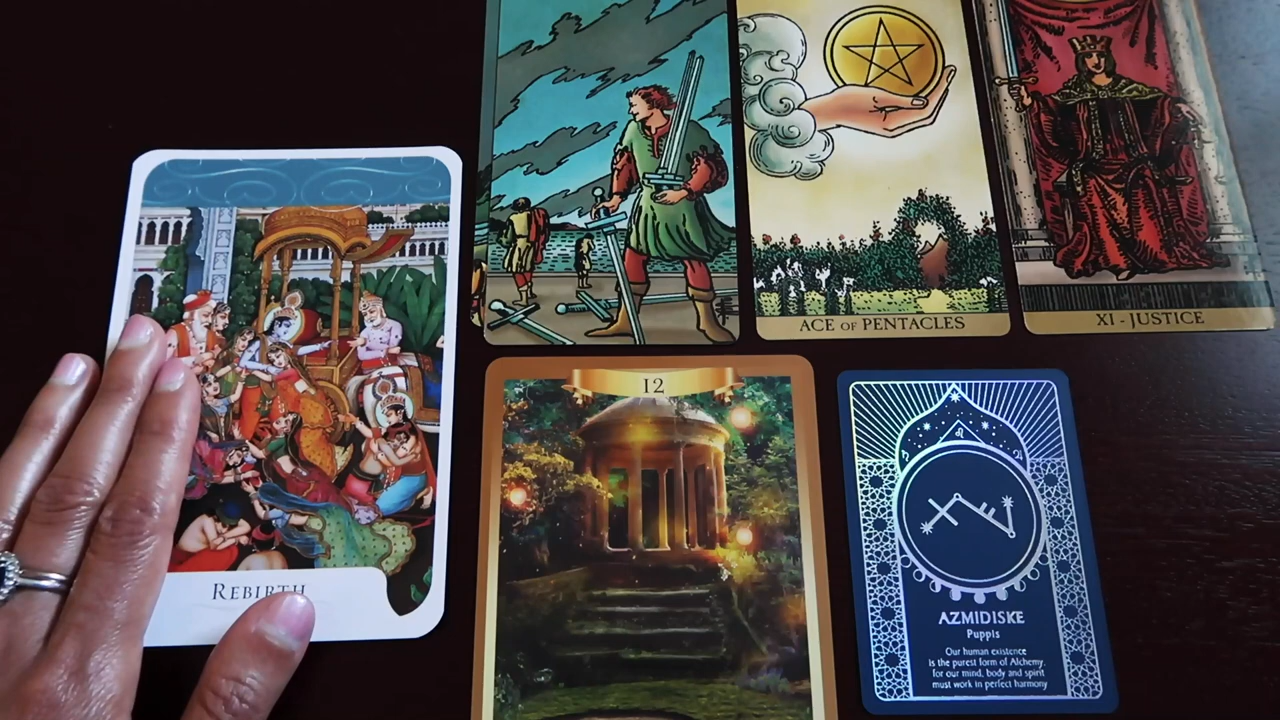 ACE OF PENTACLES
XI - JUSTICE
REBIRTH
12
AZMIDISKE
Puppis
Our human existence
is the purest form of Alchemy,
for our mind, body and spirit
must work in perfect harmony